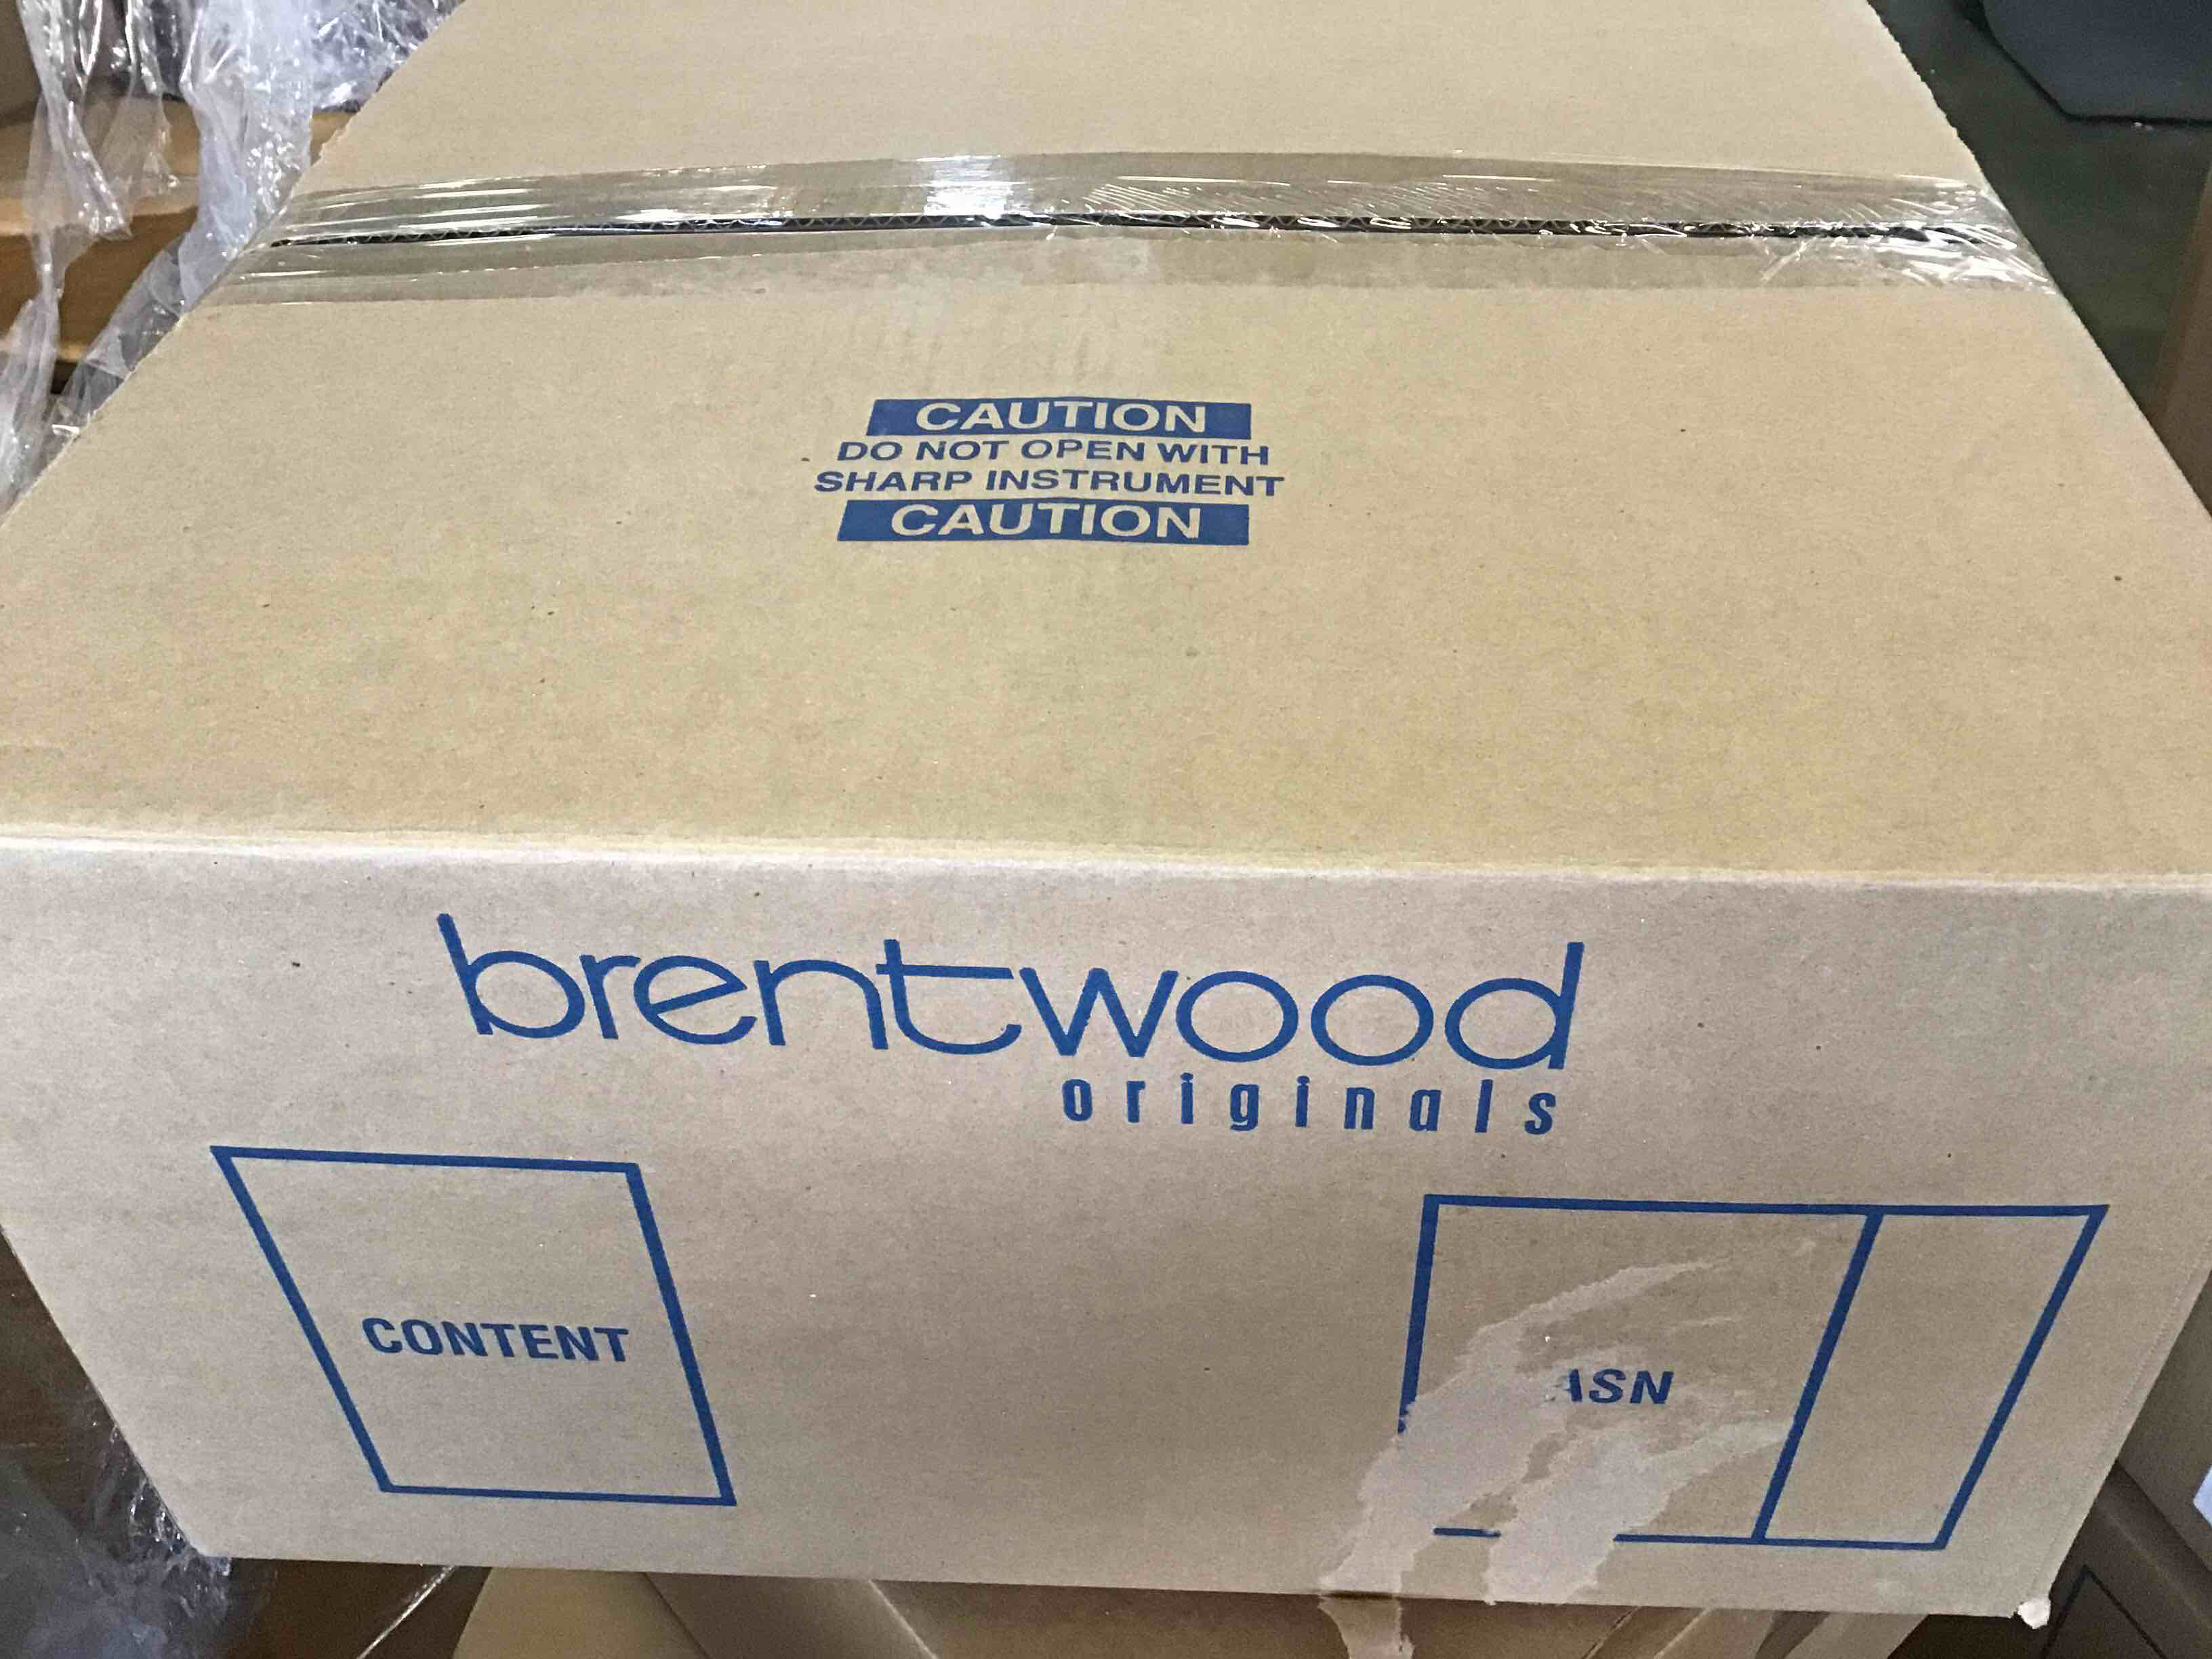 CAUTION
DO NOT OPEN WITH
SHARP INSTRUMENT
CAUTION
brentwood
originals
CONTENT
ASN